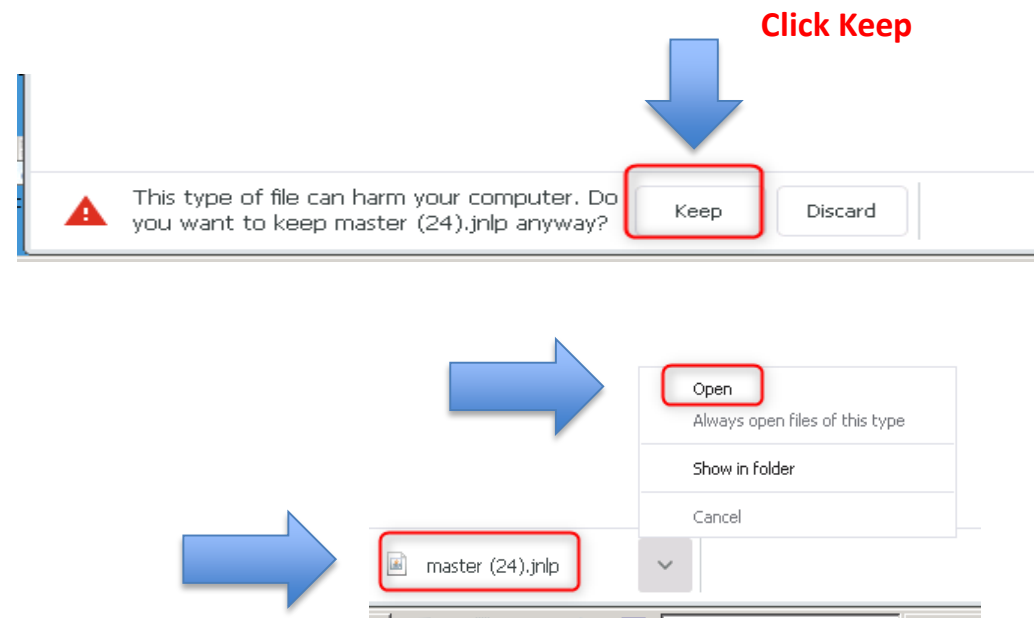 Click Keep
This type of file can harm your computer. Do
you want to keep master (24).jnlp anyway?
Keep
Discard
Open
Always open files of this type
Show in folder
Cancel
master (24).jnlp